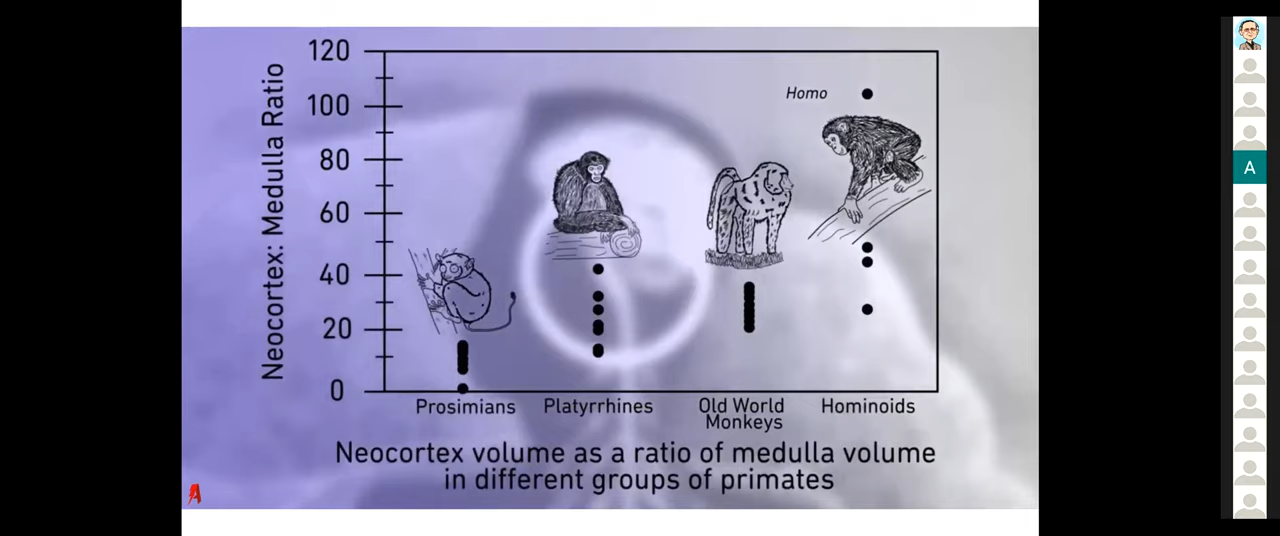 120
100
80
60
40
20
0
Neocortex: Medulla Ratio
Homo
Prosimians
Platyrrhines
Old World
Monkeys
Hominoids
Neocortex volume as a ratio of medulla volume
in different groups of primates
A
A